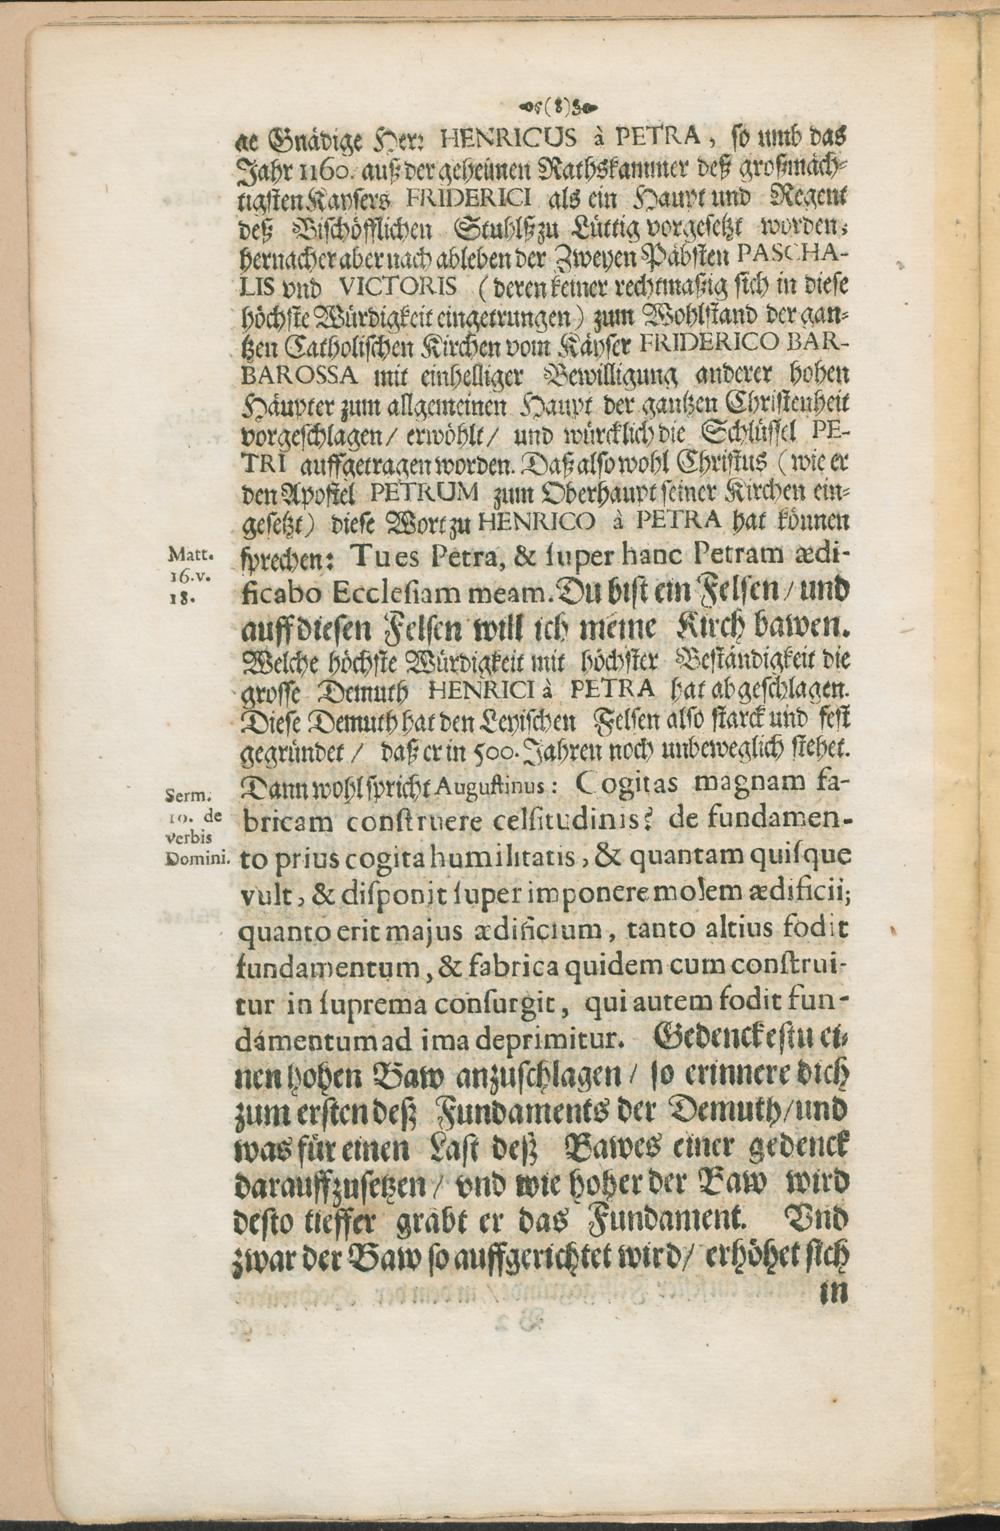 (8)
ge Gnädige Herr HENRICUS à PETRA, so umb das
Jahr 1160. auß der geheimen Rathskammer deß großmäch-
tigsten Kaysers FRIDERICI als ein Haupt und Regent
deß Bischöfflichen Stuhlß zu Lüttig vorgesetzt worden,
hernacher aber nach ableben der Zweyen Päbsten PASCHA-
LIS vnd VICTORIS (deren keiner rechtmaßig sich in diese
höchste Würdigkeit eingetrungen) zum Wohlstand der gan-
tzen Catholischen Kirchen vom Käyser FRIDERICO BAR-
BAROSSA mit einhelliger Bewilligung anderer hohen
Häupter zum allgemeinen Haupt der gantzen Christenheit
vorgeschlagen/ erwöhlt/ und würcklich die Schlüssel PE-
TRI auffgetragen worden. Daß also wohl Christus (wie er
den Apostel PETRUM zum Oberhaupt seiner Kirchen ein-
gesetzt) diese Wort zu HENRICO à PETRA hat können
Matt.
16.v.
18.
sprechen: Tu es Petra, & super hanc Petram ædi-
ficabo Ecclesiam meam. Du bist ein Felsen/ und
auff diesen Felsen will ich meine Kirch bawen.
Welche höchste Würdigkeit mit höchster Beständigkeit die
grosse Demuth HENRICI à PETRA hat abgeschlagen.
Diese Demuth hat den Leyischen Felsen also starck und fest
gegründet/ daß er in 500. Jahren noch unbeweglich stehet.
Serm.
10. de
verbis
Domini.
Dann wohl spricht Augustinus: Cogitas magnam fa-
bricam construere celsitudinis? de fundamen-
to prius cogita humilitatis, & quantam quisque
vult, & disponit super imponere molem ædificii;
quanto erit majus ædificium, tanto altius fodit
fundamentum, & fabrica quidem cum construi-
tur in suprema consurgit, qui autem fodit fun-
damentum ad ima deprimitur. Gedenckestu ei-
nen hohen Baw anzuschlagen/ so erinnere dich
zum ersten deß Fundaments der Demuth/ und
was für einen Last deß Bawes einer gedenck
darauff zusetzen/ vnd wie hoher der Baw wird
desto tieffer grabt er das Fundament. Vnd
zwar der Baw so auffgerichtet wird/ erhöhet sich
in